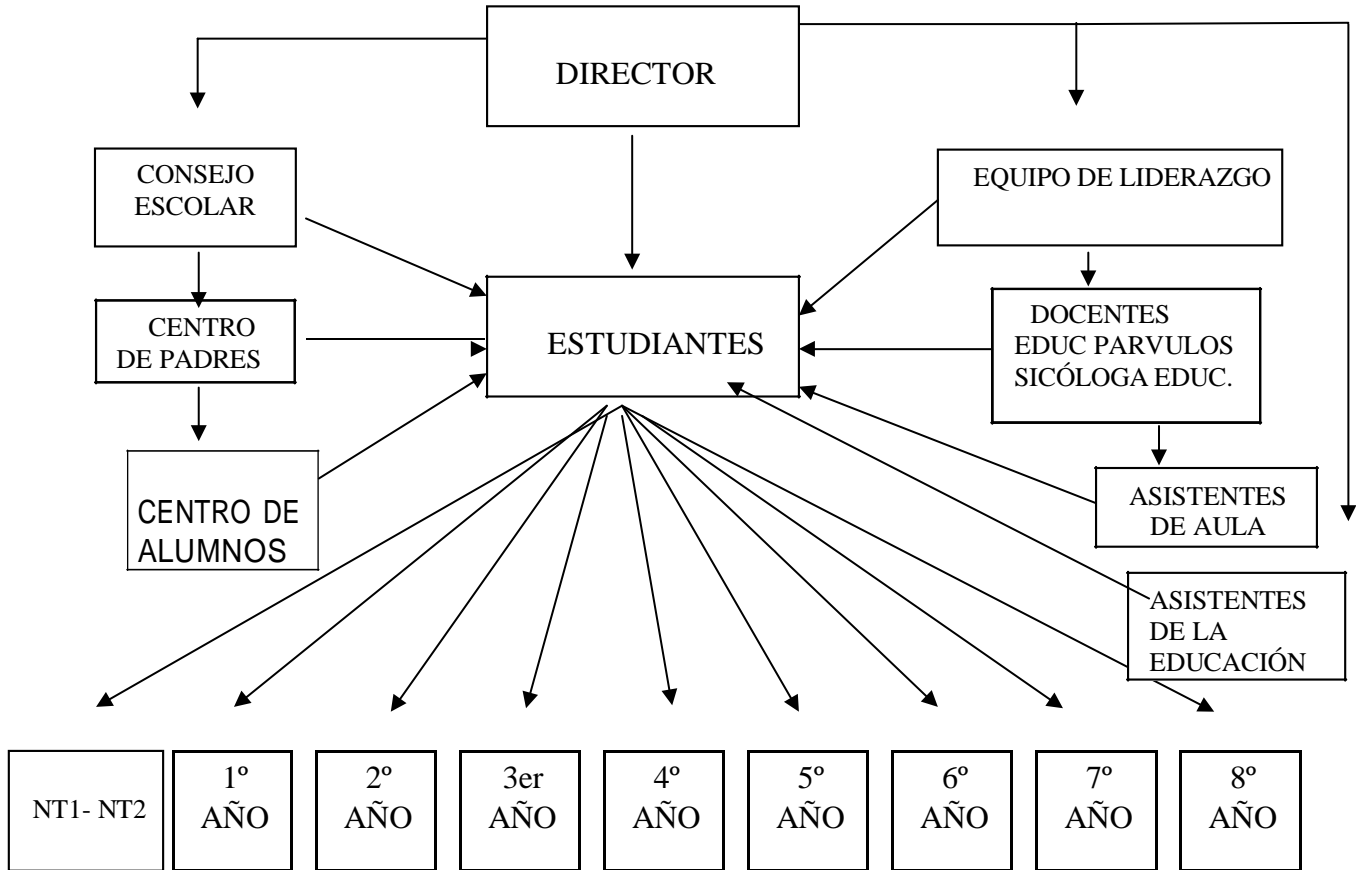 DIRECTOR
CONSEJO
ESCOLAR
EQUIPO DE LIDERAZGO
CENTRO
DE PADRES
ESTUDIANTES
DOCENTES
EDUC PARVULOS
SICÓLOGA EDUC.
CENTRO DE
ALUMNOS
ASISTENTES
DE AULA
ASISTENTES
DE LA
EDUCACIÓN
NT1- NT2
1º
AÑO
2º
AÑO
3er
AÑO
4º
AÑO
5º
AÑO
6º
AÑO
7º
AÑO
8º
AÑO